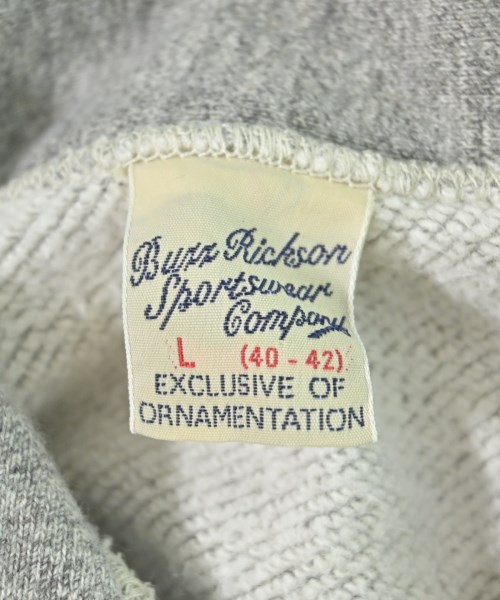 Buzz Rickson
Sportswear
Company
L (40 - 42)
EXCLUSIVE OF
ORNAMENTATION